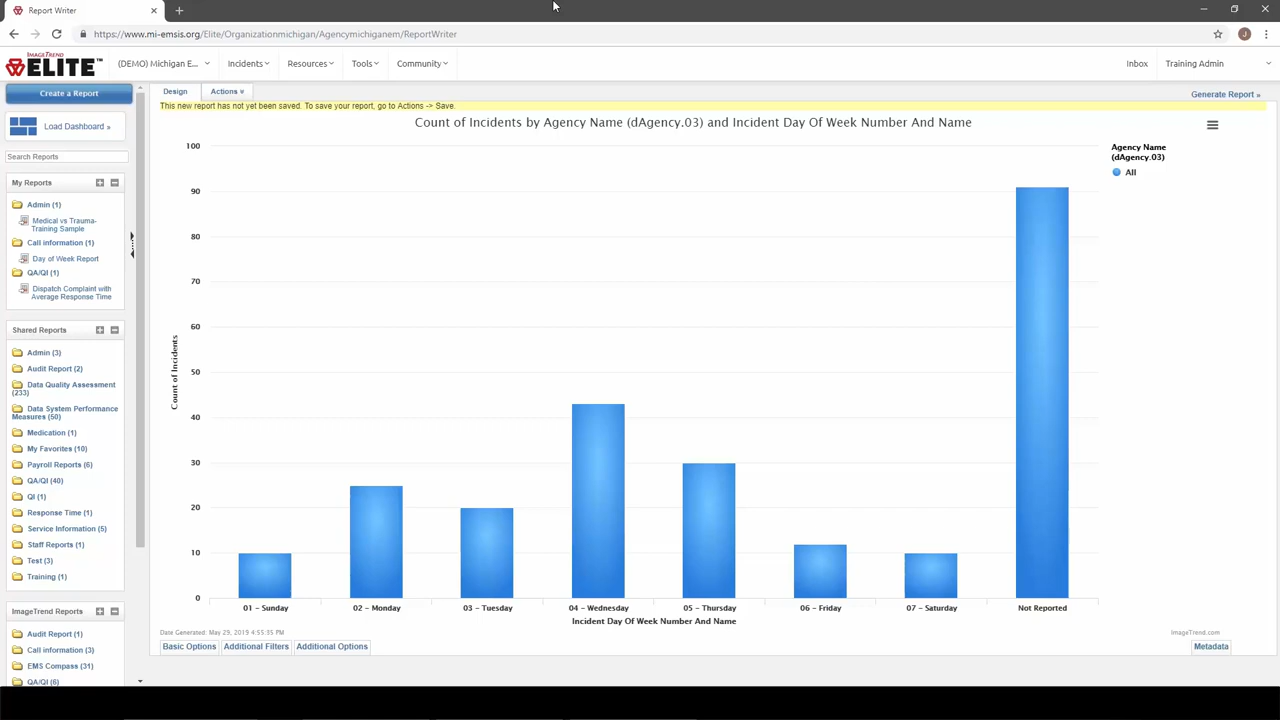 Report Writer
https://www.mi-emsis.org/Elite/Organizationmichigan/Agencymichiganem/ReportWriter
J
IMAGETREND
ELITE™
(DEMO) Michigan E...
Incidents
Resources
Tools
Community
Inbox
Training Admin
Create a Report
Load Dashboard »
Search Reports
My Reports
Admin (1)
Medical vs Trauma-
Training Sample
Call information (1)
Day of Week Report
QA/QI (1)
Dispatch Complaint with
Average Response Time
Shared Reports
Admin (3)
Audit Report (2)
Data Quality Assessment
(233)
Data System Performance
Measures (50)
Medication (1)
My Favorites (10)
Payroll Reports (6)
QA/QI (40)
QI (1)
Response Time (1)
Service Information (5)
Staff Reports (1)
Test (3)
Training (1)
ImageTrend Reports
Audit Report (1)
Call information (3)
EMS Compass (31)
QA/QI (6)
Design
Actions
This new report has not yet been saved. To save your report, go to Actions -> Save.
Generate Report »
Count of Incidents by Agency Name (dAgency.03) and Incident Day Of Week Number And Name
Agency Name
(dAgency.03)
All
100
90
80
70
60
50
40
30
20
10
0
Count of Incidents
01 - Sunday
02 - Monday
03 - Tuesday
04 - Wednesday
05 - Thursday
06 - Friday
07 - Saturday
Not Reported
Incident Day Of Week Number And Name
Date Generated: May 29, 2019 4:55:35 PM
ImageTrend.com
Basic Options
Additional Filters
Additional Options
Metadata